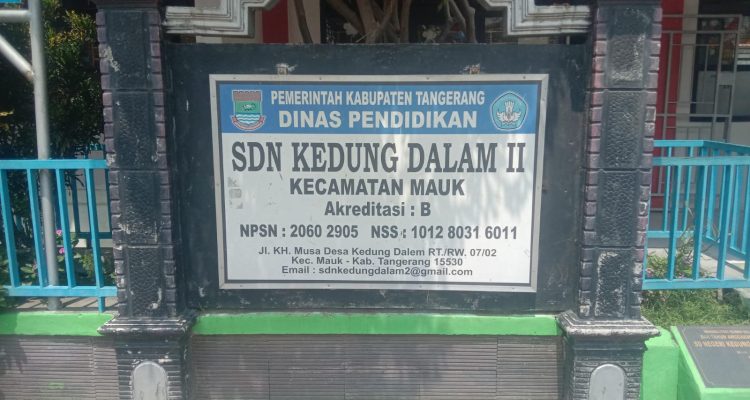 PEMERINTAH KABUPATEN TANGERANG
DINAS PENDIDIKAN
SDN KEDUNG DALAM II
KECAMATAN MAUK
Akreditasi : B
NPSN : 2060 2905 NSS : 1012 8031 6011
Jl. KH. Musa Desa Kedung Dalem RT./RW. 07/02
Kec. Mauk - Kab. Tangerang 15530
Email : sdnkedungdalam2@gmail.com
SD NEGERI